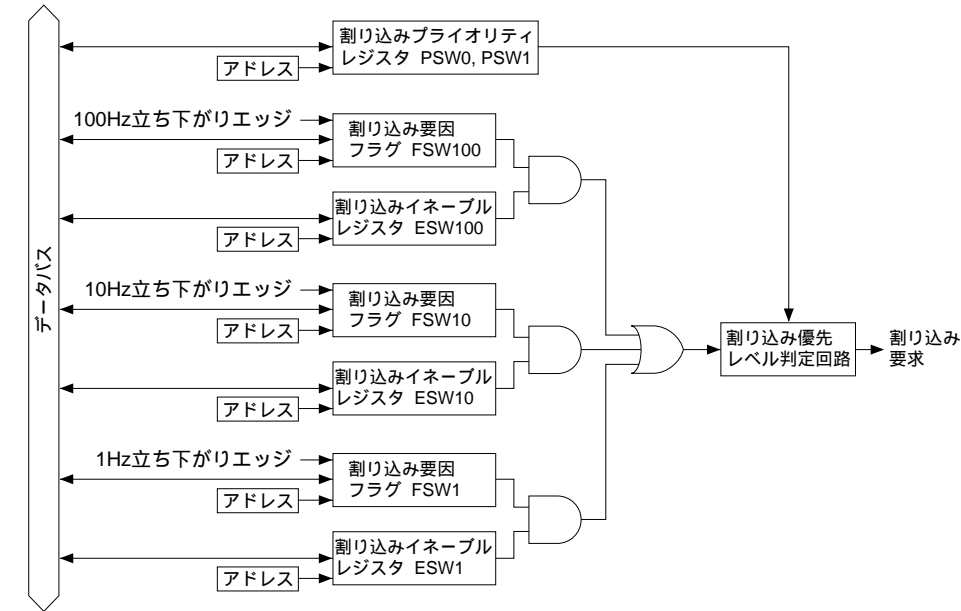 割り込みプライオリティ
レジスタ PSW0, PSW1
アドレス
100Hz立ち下がりエッジ
割り込み要因
フラグ FSW100
アドレス
割り込みイネーブル
レジスタ ESW100
アドレス
データバス
10Hz立ち下がりエッジ
割り込み要因
フラグ FSW10
アドレス
割り込み優先
レベル判定回路
割り込み
要求
割り込みイネーブル
レジスタ ESW10
アドレス
1Hz立ち下がりエッジ
割り込み要因
フラグ FSW1
アドレス
割り込みイネーブル
レジスタ ESW1
アドレス